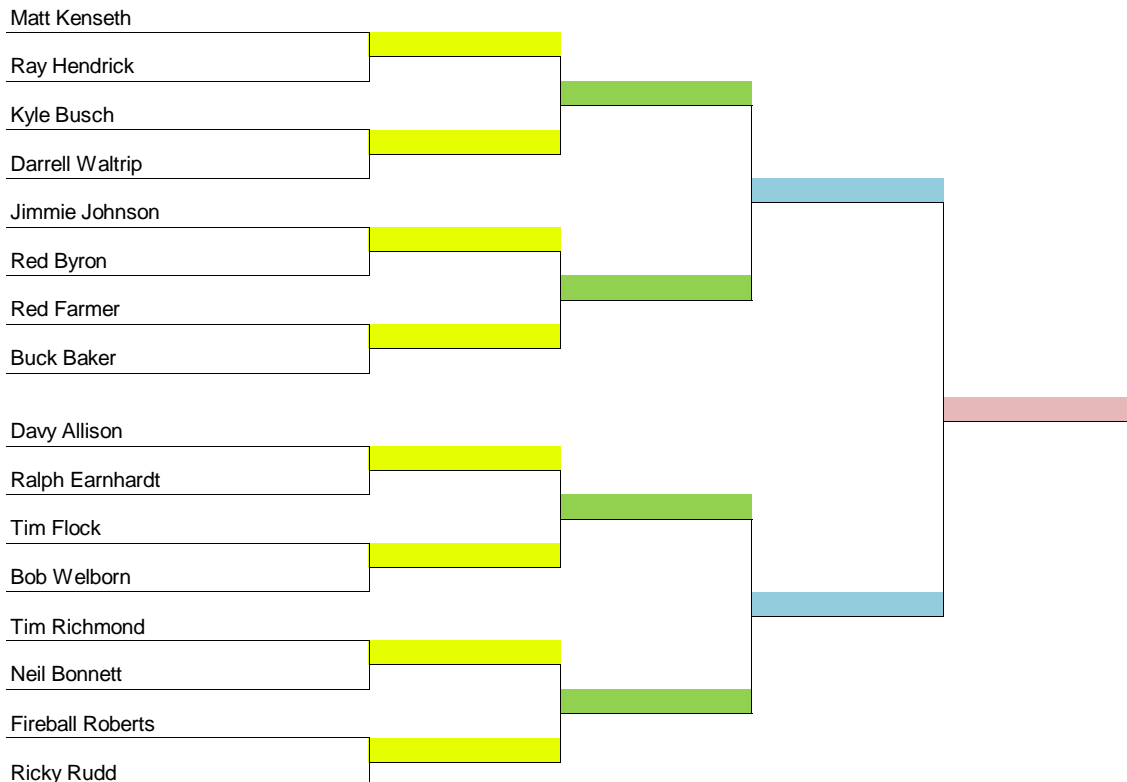 Matt Kenseth
Ray Hendrick
Kyle Busch
Darrell Waltrip
Jimmie Johnson
Red Byron
Red Farmer
Buck Baker
Davy Allison
Ralph Earnhardt
Tim Flock
Bob Welborn
Tim Richmond
Neil Bonnett
Fireball Roberts
Ricky Rudd